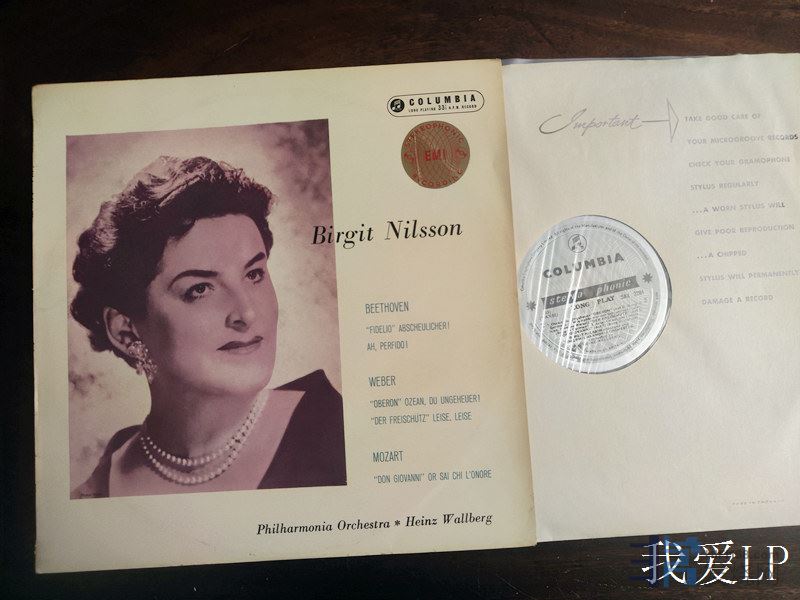 COLUMBIA
LONG PLAYING 33⅓ R.P.M. RECORD
STEREOPHONIC
EMI
RECORDING
Birgit Nilsson
BEETHOVEN
"FIDELIO" ABSCHEULICHER!
AH, PERFIDO!
WEBER
"OBERON" OZEAN, DU UNGEHEUER!
"DER FREISCHÜTZ" LEISE, LEISE
MOZART
"DON GIOVANNI" OR SAI CHI L'ONORE
Philharmonia Orchestra * Heinz Wallberg
Important
TAKE GOOD CARE OF
YOUR MICROGROOVE RECORDS
CHECK YOUR GRAMOPHONE
STYLUS REGULARLY
...A WORN STYLUS WILL
GIVE POOR REPRODUCTION
...A CHIPPED
STYLUS WILL PERMANENTLY
DAMAGE A RECORD
COLUMBIA
stereophonic
LONG PLAY
我爱LP